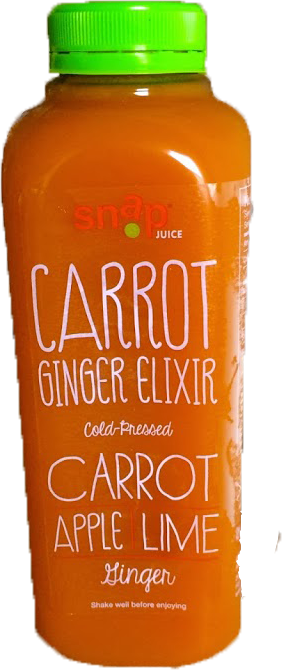 snap
JUICE
CARROT
GINGER ELIXIR
Cold-Pressed
CARROT
APPLE LIME
Ginger
Shake well before enjoying